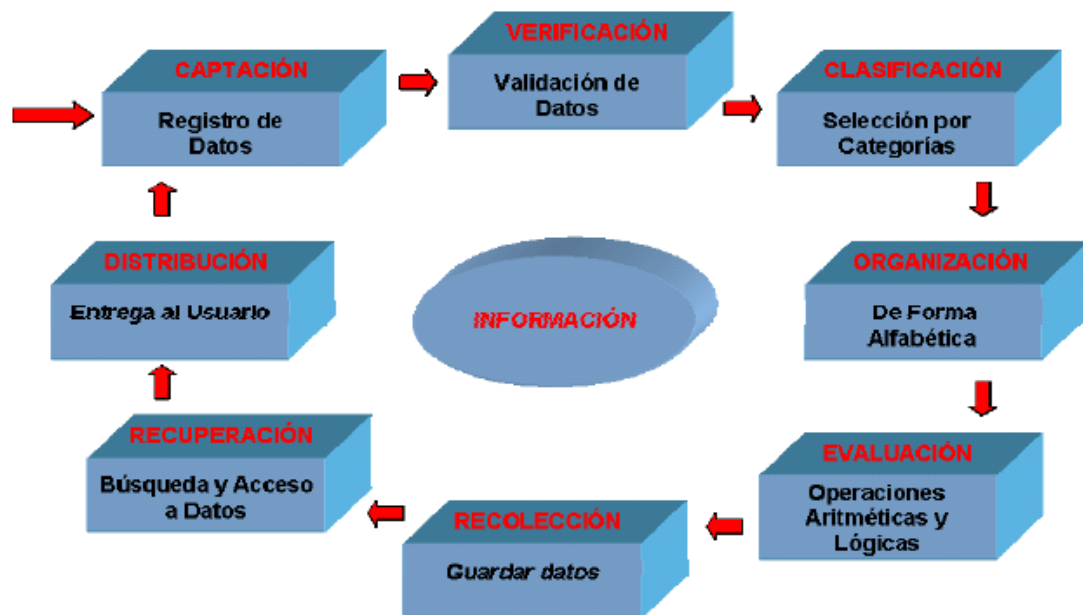 CAPTACIÓN
Registro de
Datos
VERIFICACIÓN
Validación de
Datos
CLASIFICACIÓN
Selección por
Categorías
ORGANIZACIÓN
De Forma
Alfabética
EVALUACIÓN
Operaciones
Aritméticas y
Lógicas
RECOLECCIÓN
Guardar datos
RECUPERACIÓN
Búsqueda y Acceso
a Datos
DISTRIBUCIÓN
Entrega al Usuario
INFORMACIÓN